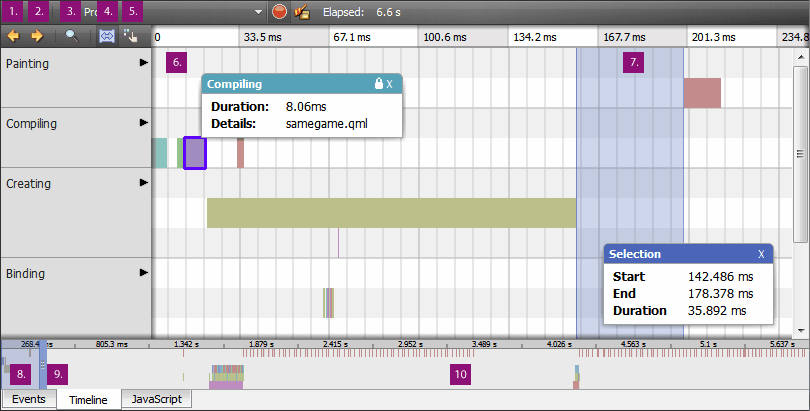 1. 2. 3. Pro 4. 5. Elapsed: 6.6 s
0 33.5 ms 67.1 ms 100.6 ms 134.2 ms 167.7 ms 201.3 ms 234.8
Painting 6. 7.
Compiling X
Duration: 8.06ms
Details: samegame.qml
Compiling
Creating
Selection X
Start 142.486 ms
End 178.378 ms
Duration 35.892 ms
Binding
268.4 805.3 ms 1.342 s 1.879 s 2.415 s 2.952 s 3.489 s 4.026 s 4.563 s 5.1 s 5.637 s
8. 9. 10
Events Timeline JavaScript